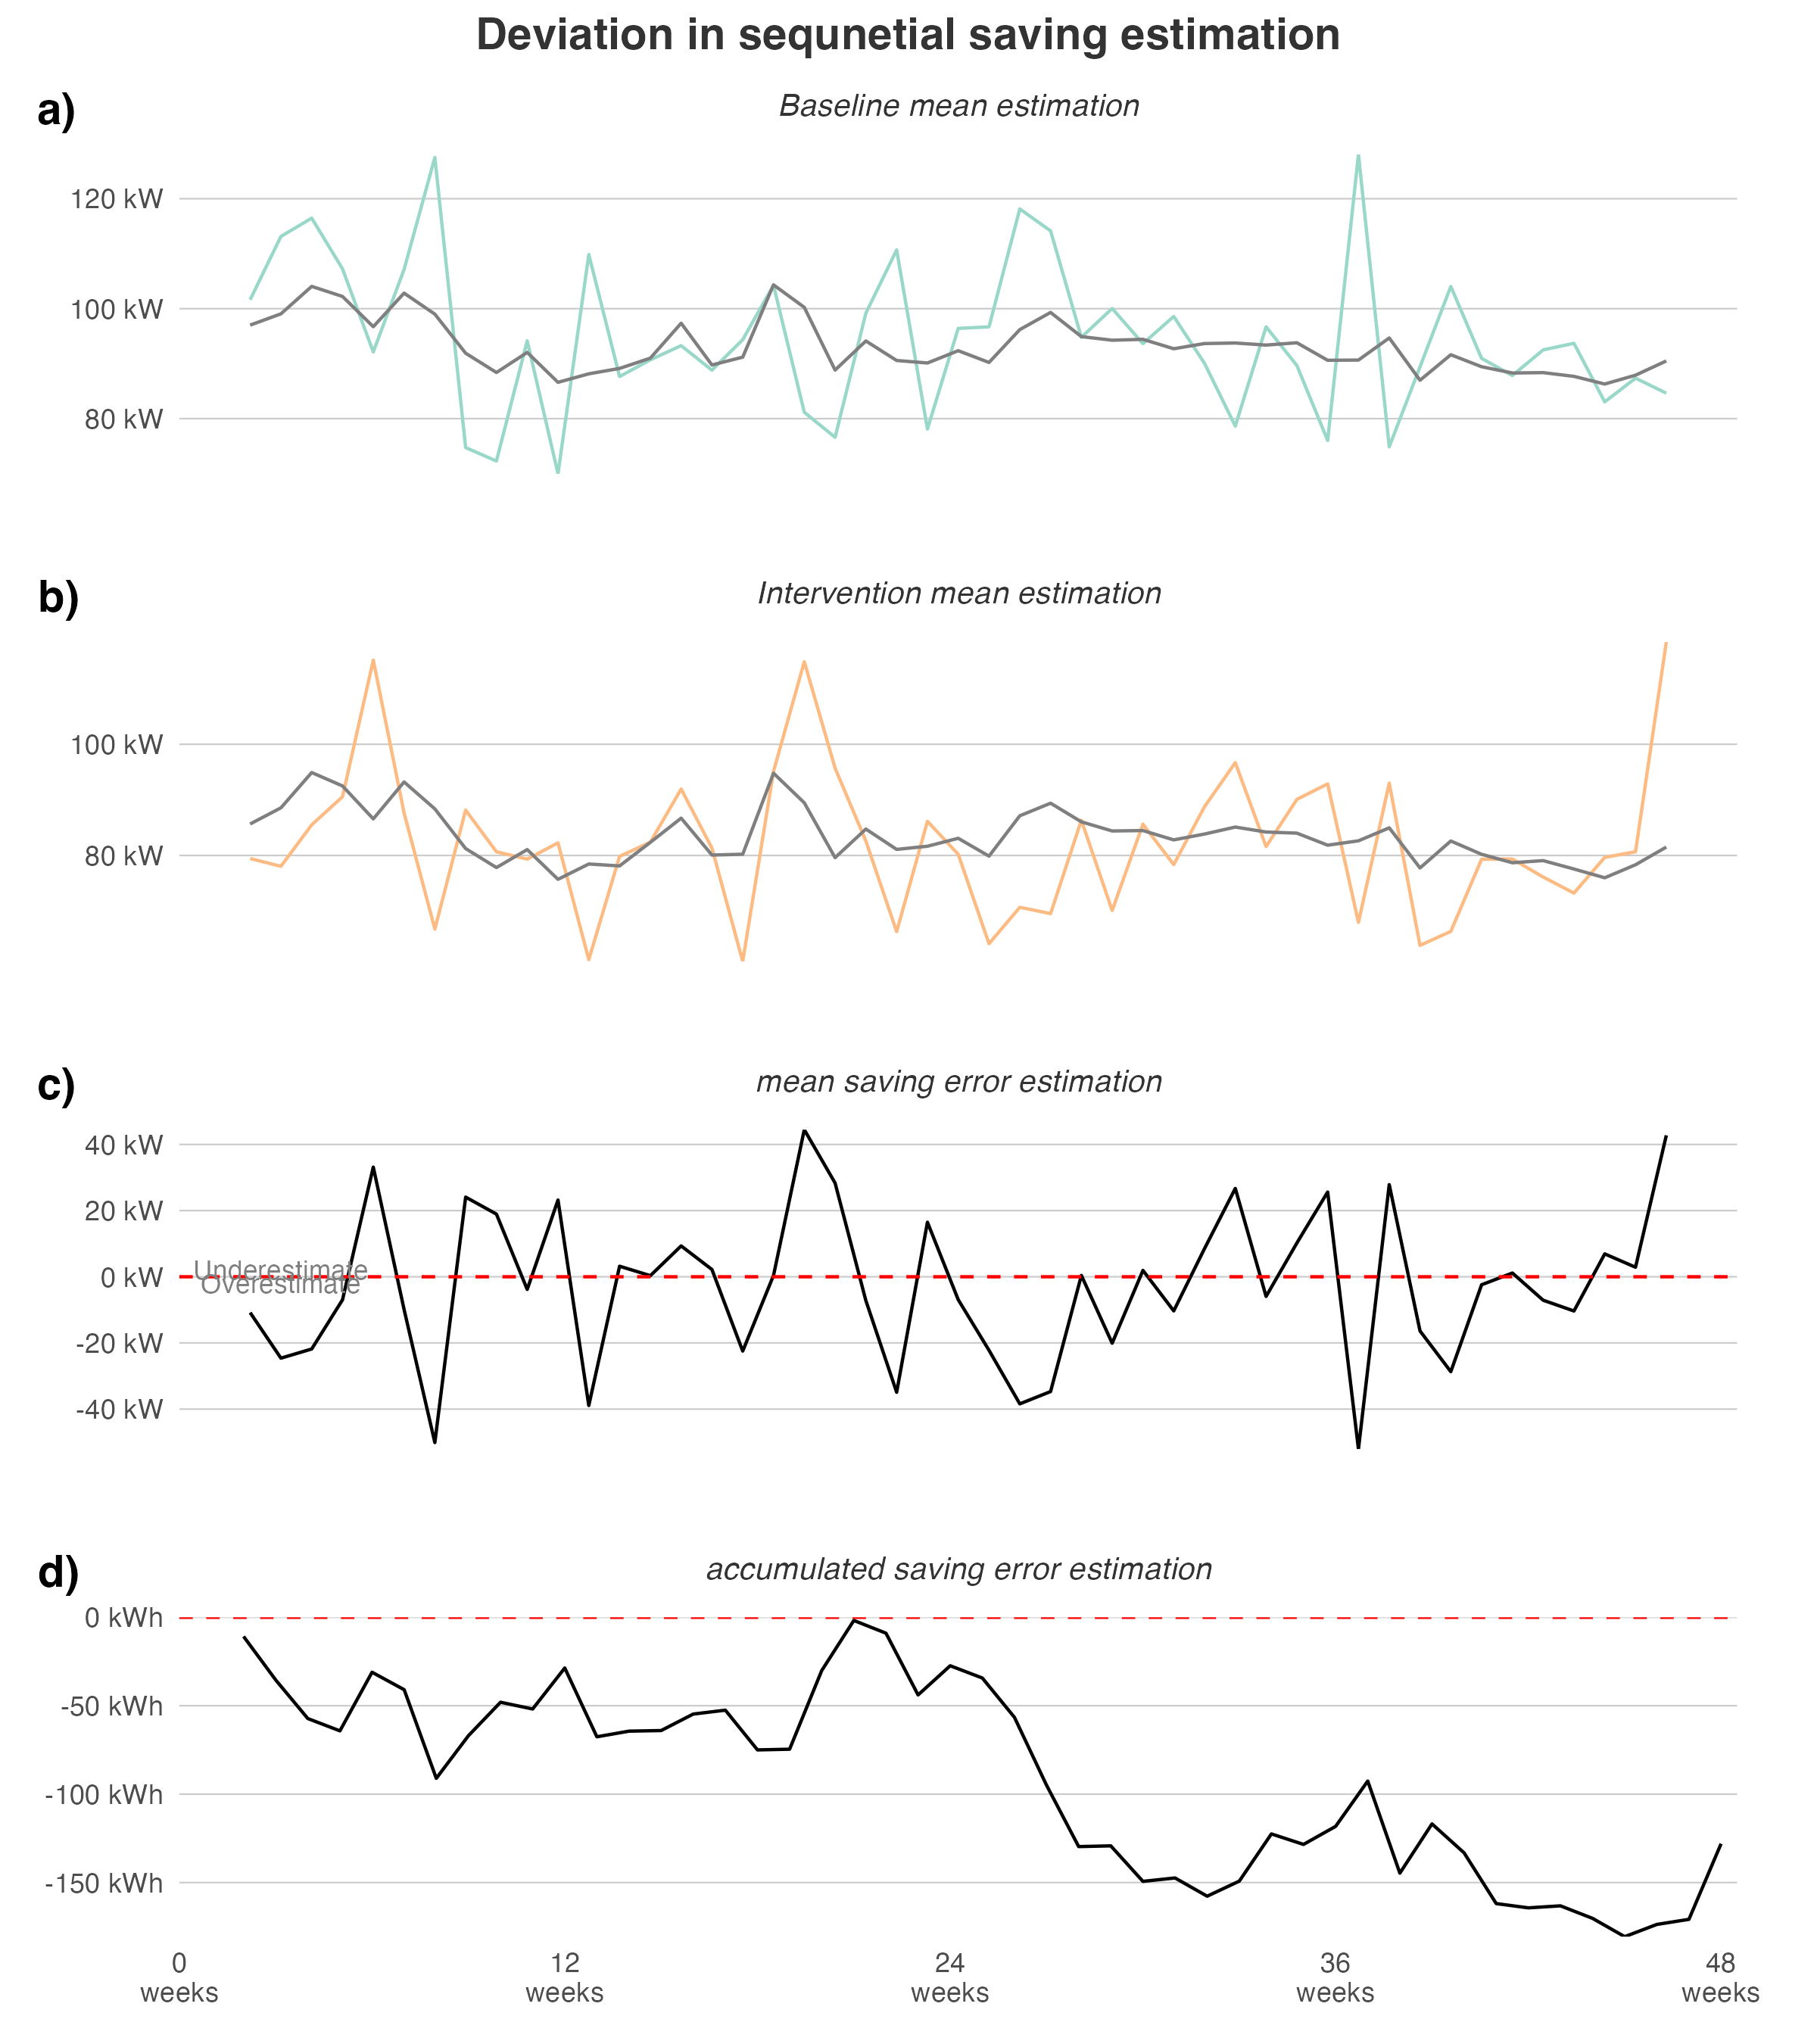 Deviation in sequnetial saving estimation
a)
Baseline mean estimation
120 kW
100 kW
80 kW
b)
Intervention mean estimation
100 kW
80 kW
c)
mean saving error estimation
40 kW
20 kW
Underestimate
0 kW
Overestimate
-20 kW
-40 kW
d)
accumulated saving error estimation
0 kWh
-50 kWh
-100 kWh
-150 kWh
0 12 24 36 48
weeks weeks weeks weeks weeks